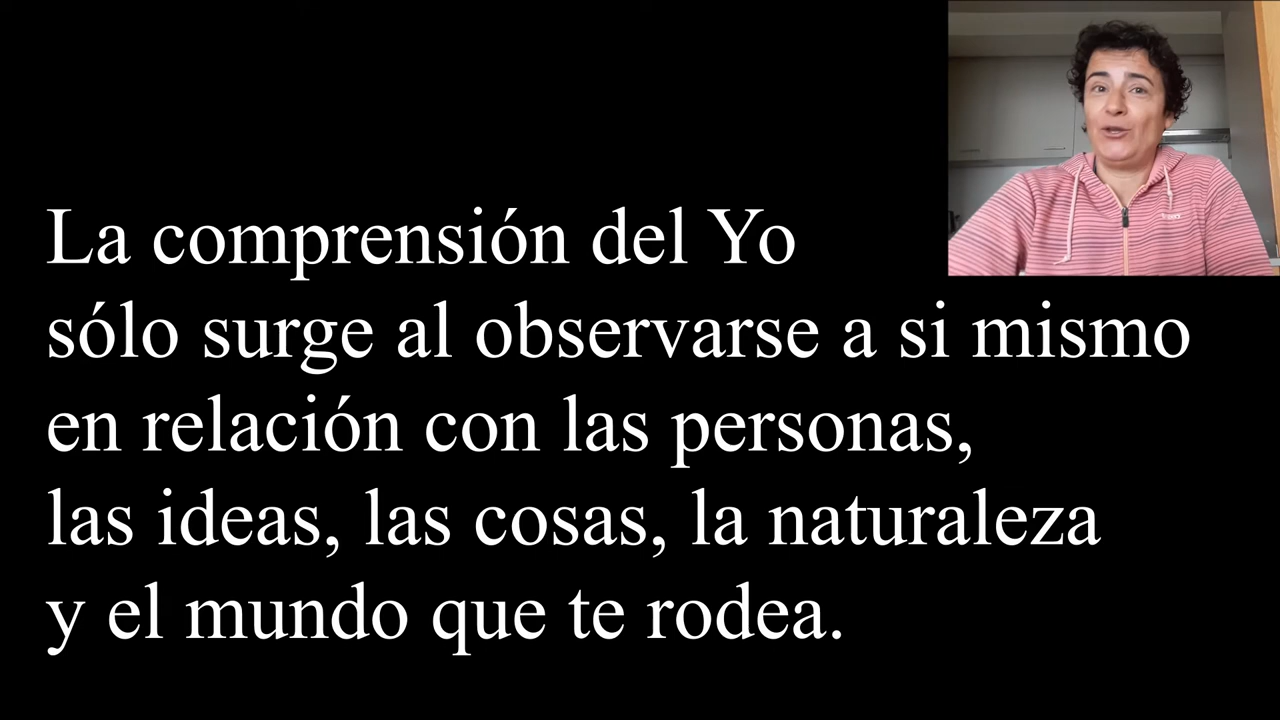 La comprensión del Yo
sólo surge al observarse a si mismo
en relación con las personas,
las ideas, las cosas, la naturaleza
y el mundo que te rodea.